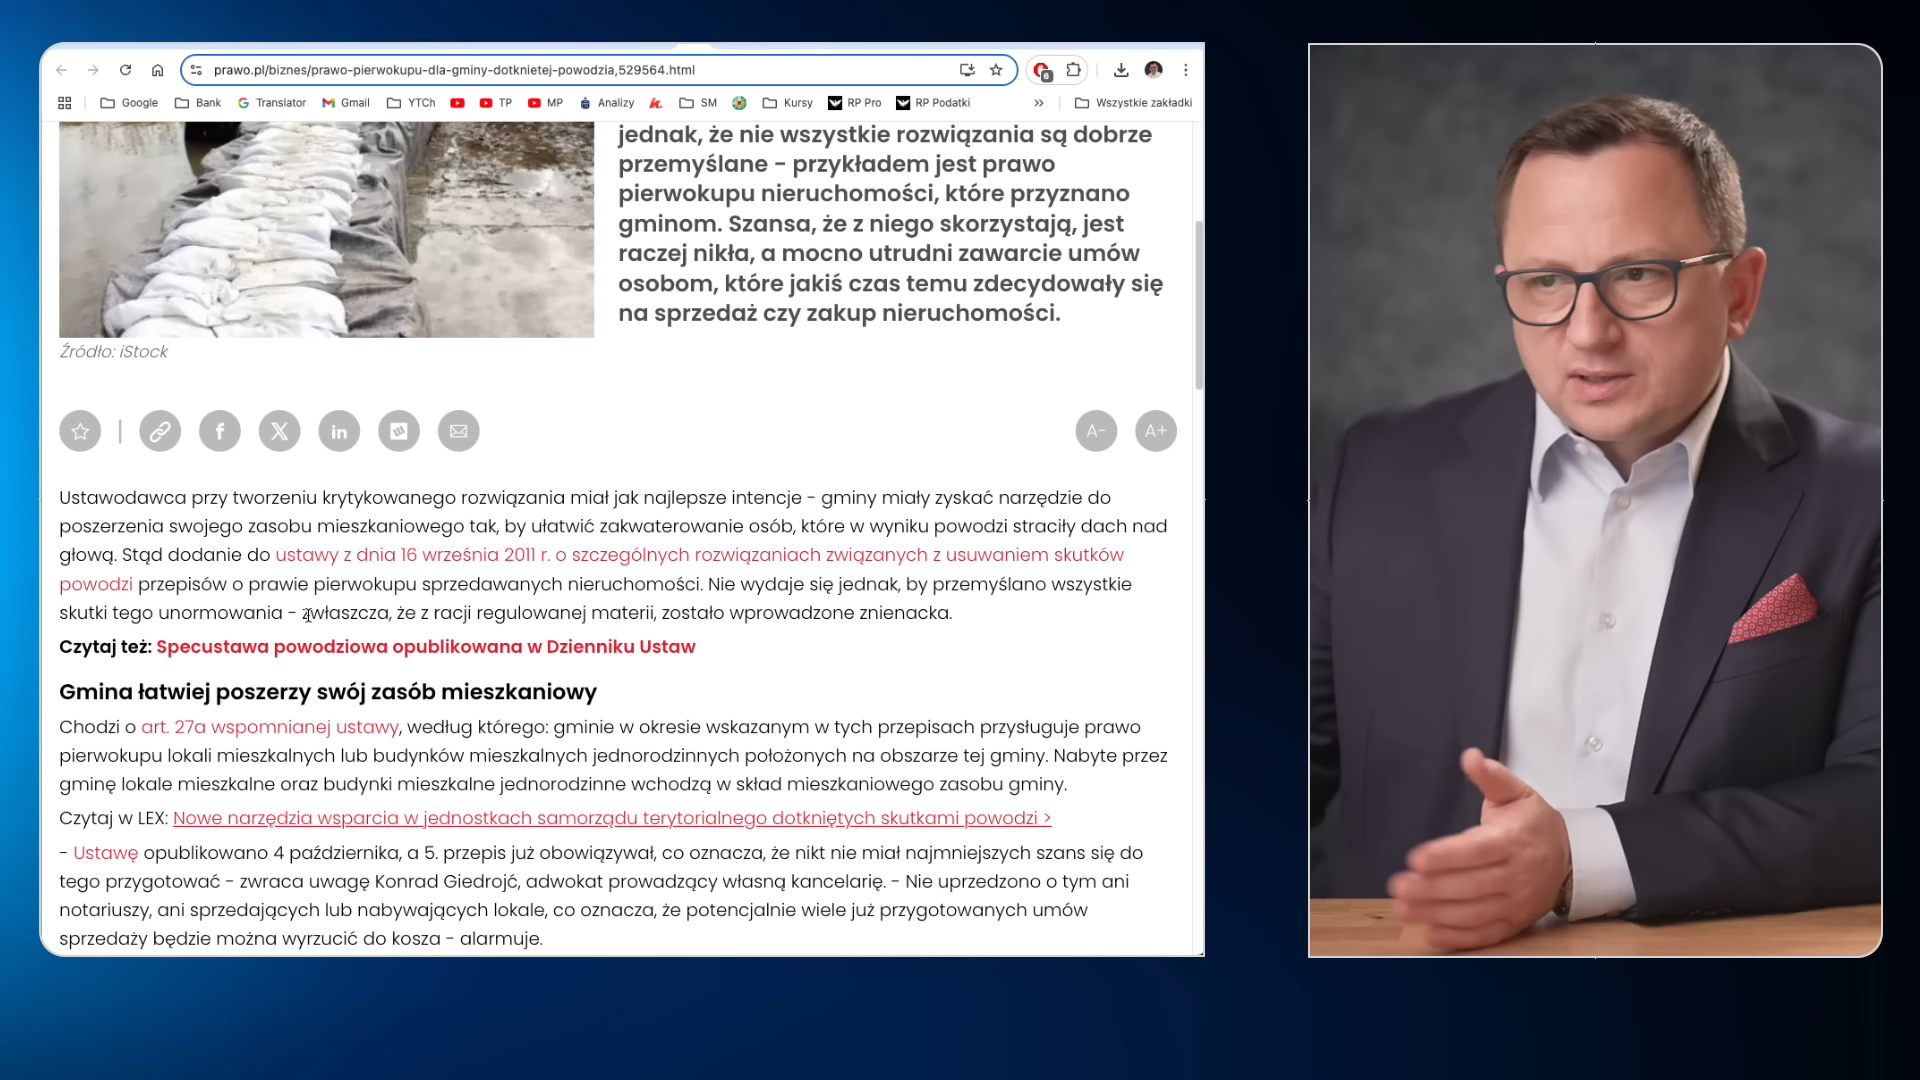 prawo.pl/biznes/prawo-pierwokupu-dla-gminy-dotknietej-powodzia,529564.html
6
Google Bank Translator Gmail YTCh TP MP Analizy SM Kursy RP Pro RP Podatki » Wszystkie zakładki
jednak, że nie wszystkie rozwiązania są dobrze
przemyślane - przykładem jest prawo
pierwokupu nieruchomości, które przyznano
gminom. Szansa, że z niego skorzystają, jest
raczej nikła, a mocno utrudni zawarcie umów
osobom, które jakiś czas temu zdecydowały się
na sprzedaż czy zakup nieruchomości.
Źródło: iStock
A- A+
Ustawodawca przy tworzeniu krytykowanego rozwiązania miał jak najlepsze intencje - gminy miały zyskać narzędzie do
poszerzenia swojego zasobu mieszkaniowego tak, by ułatwić zakwaterowanie osób, które w wyniku powodzi straciły dach nad
głową. Stąd dodanie do ustawy z dnia 16 września 2011 r. o szczególnych rozwiązaniach związanych z usuwaniem skutków
powodzi przepisów o prawie pierwokupu sprzedawanych nieruchomości. Nie wydaje się jednak, by przemyślano wszystkie
skutki tego unormowania - zwłaszcza, że z racji regulowanej materii, zostało wprowadzone znienacka.
Czytaj też: Specustawa powodziowa opublikowana w Dzienniku Ustaw
Gmina łatwiej poszerzy swój zasób mieszkaniowy
Chodzi o art. 27a wspomnianej ustawy, według którego: gminie w okresie wskazanym w tych przepisach przysługuje prawo
pierwokupu lokali mieszkalnych lub budynków mieszkalnych jednorodzinnych położonych na obszarze tej gminy. Nabyte przez
gminę lokale mieszkalne oraz budynki mieszkalne jednorodzinne wchodzą w skład mieszkaniowego zasobu gminy.
Czytaj w LEX: Nowe narzędzia wsparcia w jednostkach samorządu terytorialnego dotkniętych skutkami powodzi >
- Ustawę opublikowano 4 października, a 5. przepis już obowiązywał, co oznacza, że nikt nie miał najmniejszych szans się do
tego przygotować - zwraca uwagę Konrad Giedrojć, adwokat prowadzący własną kancelarię. - Nie uprzedzono o tym ani
notariuszy, ani sprzedających lub nabywających lokale, co oznacza, że potencjalnie wiele już przygotowanych umów
sprzedaży będzie można wyrzucić do kosza - alarmuje.